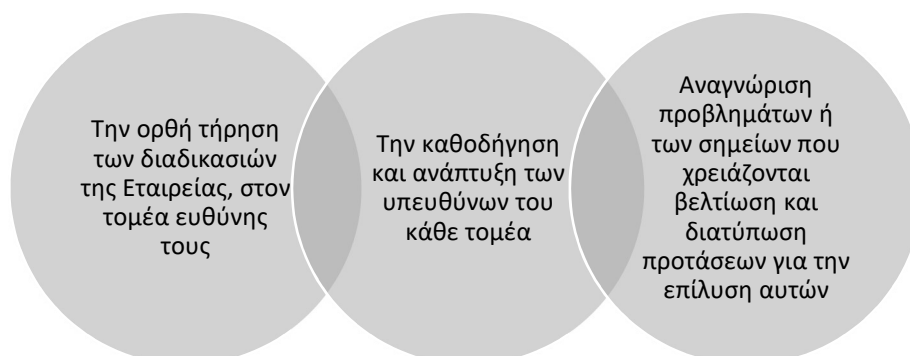 Την ορθή τήρηση
των διαδικασιών
της Εταιρείας, στον
τομέα ευθύνης
τους
Την καθοδήγηση
και ανάπτυξη των
υπευθύνων του
κάθε τομέα
Αναγνώριση
προβλημάτων ή
των σημείων που
χρειάζονται
βελτίωση και
διατύπωση
προτάσεων για την
επίλυση αυτών